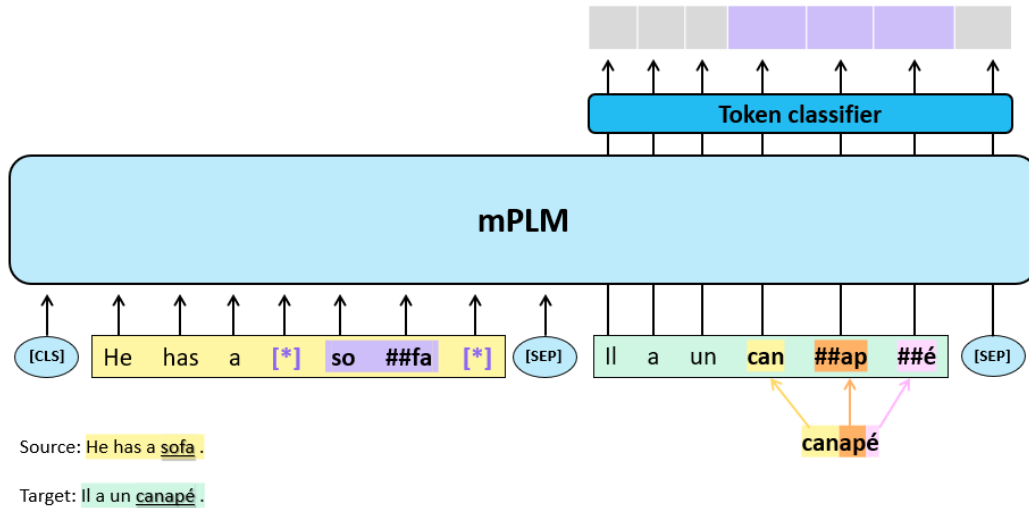 Token classifier
mPLM
[CLS] He has a [*] so ##fa [*] [SEP] Il a un can ##ap ##é [SEP]
canapé
Source: He has a sofa .
Target: Il a un canapé .